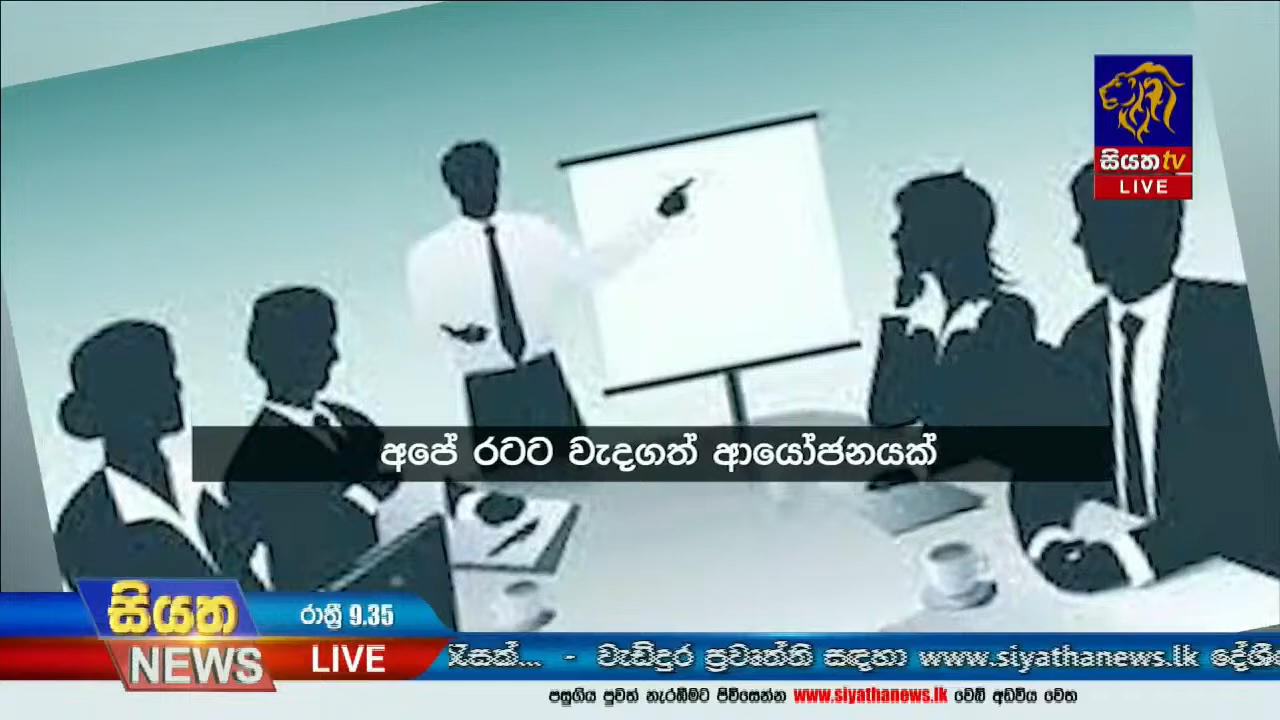 සියත tv
LIVE
අපේ රටට වැදගත් ආයෝජනයක්
සියත
රාත්‍රී 9.35
NEWS
LIVE
... - වැඩිදුර ප්‍රවෘත්ති සඳහා www.siyathanews.lk
පසුගිය පුවත් නැරඹීමට පිවිසෙන්න www.siyathanews.lk වෙබ් අඩවිය වෙත